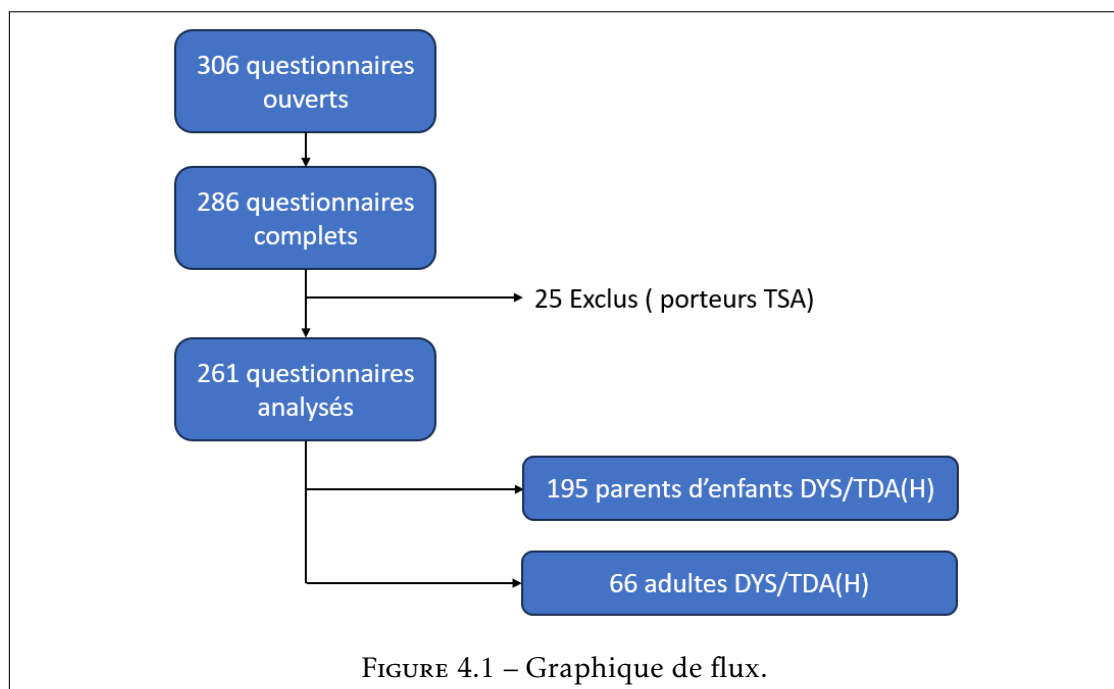 306 questionnaires
ouverts
286 questionnaires
complets
25 Exclus ( porteurs TSA)
261 questionnaires
analysés
195 parents d’enfants DYS/TDA(H)
66 adultes DYS/TDA(H)
Figure 4.1 – Graphique de flux.